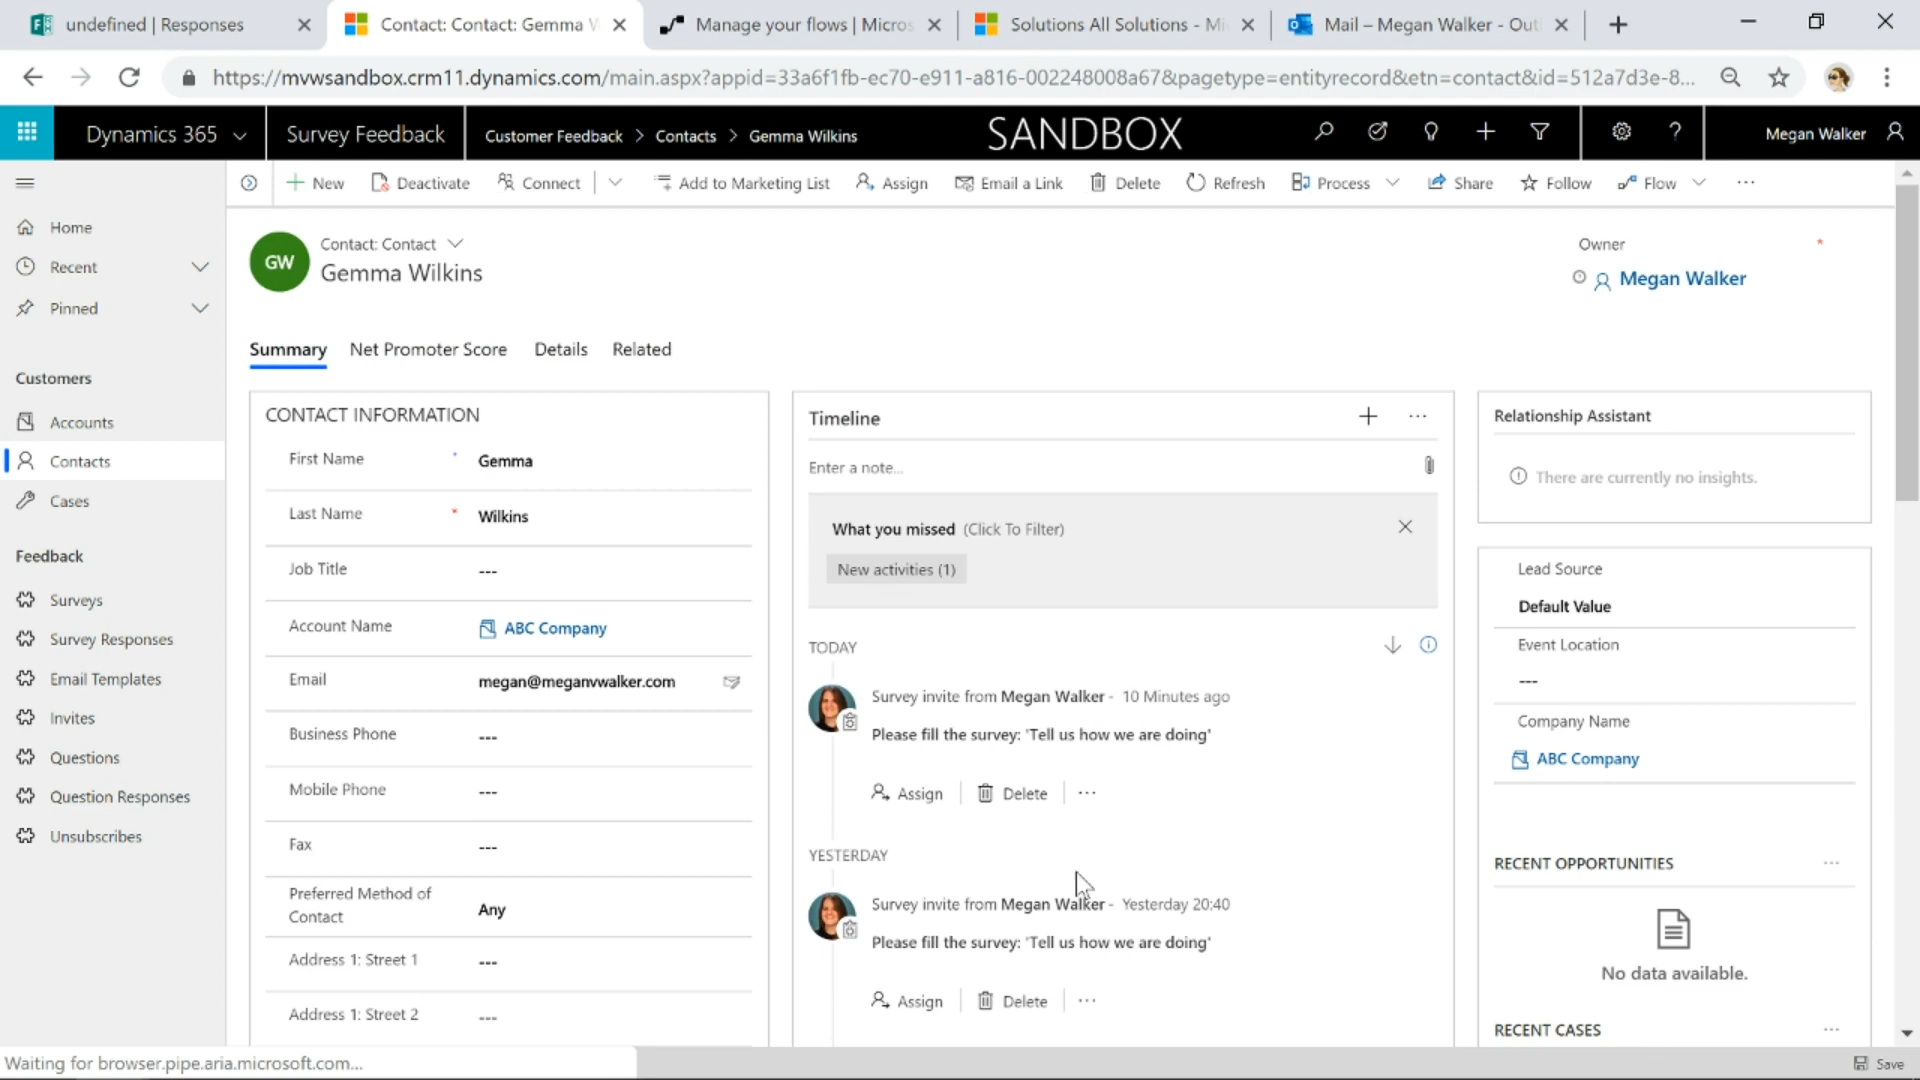 undefined | Responses
Contact: Contact: Gemma W
Manage your flows | Micros
Solutions All Solutions - Mi
Mail – Megan Walker - Outl
https://mvwsandbox.crm11.dynamics.com/main.aspx?appid=33a6f1fb-ec70-e911-a816-002248008a67&pagetype=entityrecord&etn=contact&id=512a7d3e-8...
Dynamics 365
Survey Feedback
Customer Feedback > Contacts > Gemma Wilkins
SANDBOX
Megan Walker
New
Deactivate
Connect
Add to Marketing List
Assign
Email a Link
Delete
Refresh
Process
Share
Follow
Flow
Home
Recent
Pinned
Customers
Accounts
Contacts
Cases
Feedback
Surveys
Survey Responses
Email Templates
Invites
Questions
Question Responses
Unsubscribes
GW
Contact: Contact
Gemma Wilkins
Owner *
Megan Walker
Summary
Net Promoter Score
Details
Related
CONTACT INFORMATION
First Name * Gemma
Last Name * Wilkins
Job Title ---
Account Name ABC Company
Email megan@meganvwalker.com
Business Phone ---
Mobile Phone ---
Fax ---
Preferred Method of
Contact
Any
Address 1: Street 1 ---
Address 1: Street 2 ---
Timeline
Enter a note...
What you missed (Click To Filter)
New activities (1)
TODAY
Survey invite from Megan Walker - 10 Minutes ago
Please fill the survey: 'Tell us how we are doing'
Assign
Delete
YESTERDAY
Survey invite from Megan Walker - Yesterday 20:40
Please fill the survey: 'Tell us how we are doing'
Assign
Delete
Relationship Assistant
There are currently no insights.
Lead Source
Default Value
Event Location
---
Company Name
ABC Company
RECENT OPPORTUNITIES
No data available.
RECENT CASES
Waiting for browser.pipe.aria.microsoft.com...
Save